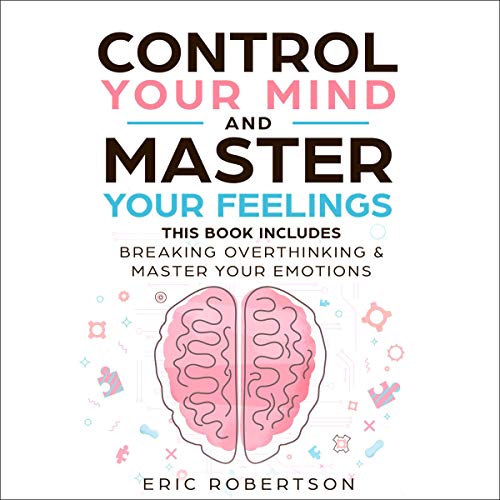 CONTROL
YOUR MIND
AND
MASTER
YOUR FEELINGS
THIS BOOK INCLUDES
BREAKING OVERTHINKING &
MASTER YOUR EMOTIONS
ERIC ROBERTSON